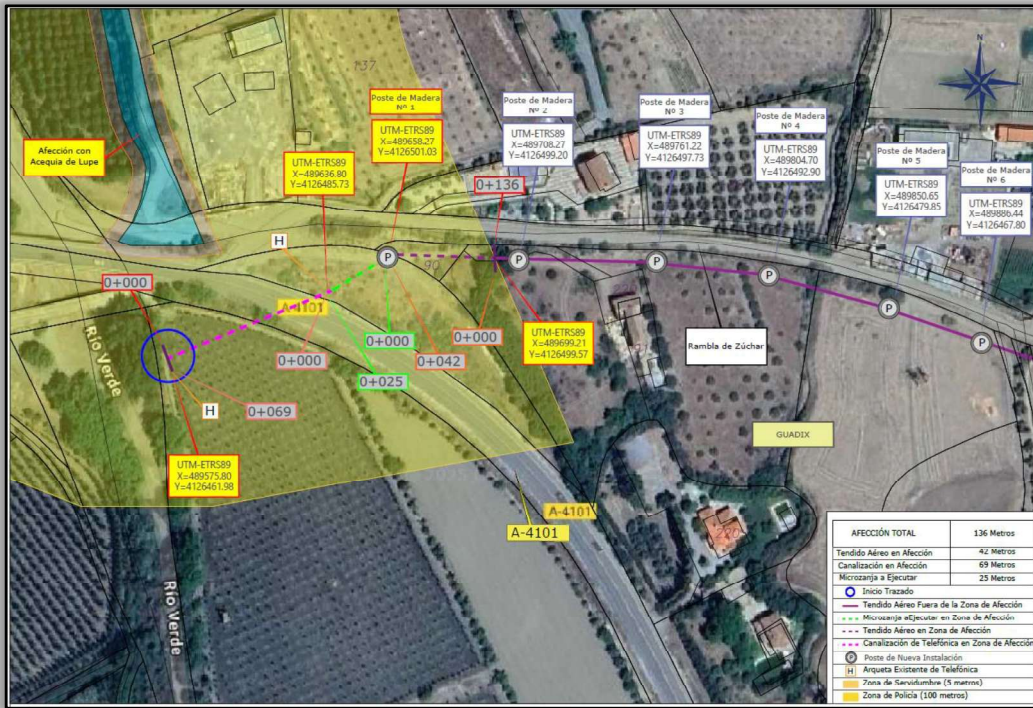 137
Poste de Madera
Nº 1
Poste de Madera
Nº 2
Poste de Madera
Nº 3
Poste de Madera
Nº 4
Poste de Madera
Nº 5
Poste de Madera
Nº 6
Afección con
Acequia de Lupe
UTM-ETRS89
X=489636.80
Y=4126485.73
UTM-ETRS89
X=489658.27
Y=4126501.03
UTM-ETRS89
X=489708.27
Y=4126499.20
UTM-ETRS89
X=489761.22
Y=4126497.73
UTM-ETRS89
X=489804.70
Y=4126492.90
UTM-ETRS89
X=489850.65
Y=4126479.85
UTM-ETRS89
X=489886.44
Y=4126467.80
N
0+136
H
P
90
P
P
P
P
P
0+000
A-4101
0+000
0+000
0+042
0+000
0+025
UTM-ETRS89
X=489699.21
Y=4126499.57
Rambla de Zúchar
Río Verde
H
0+069
UTM-ETRS89
X=489575.80
Y=4126461.98
GUADIX
A-4101
A-4101
Río Verde
AFECCIÓN TOTAL 136 Metros
Tendido Aéreo en Afección 42 Metros
Canalización en Afección 69 Metros
Microzanja a Ejecutar 25 Metros
Inicio Trazado
Tendido Aéreo Fuera de la Zona de Afección
Microzanja aEjecutar en Zona de Afección
Tendido Aéreo en Zona de Afección
Canalización de Telefónica en Zona de Afección
P Poste de Nueva Instalación
H Arqueta Existente de Telefónica
Zona de Servidumbre (5 metros)
Zona de Policía (100 metros)